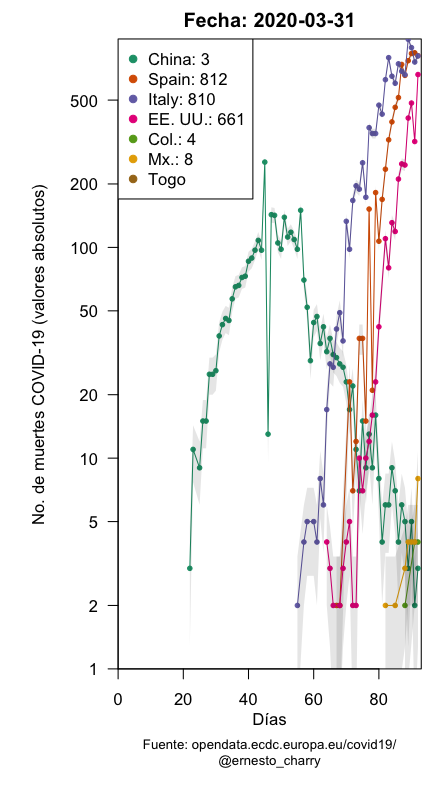 Fecha: 2020-03-31
China: 3
Spain: 812
Italy: 810
EE. UU.: 661
Col.: 4
Mx.: 8
Togo
No. de muertes COVID-19 (valores absolutos)
500
200
100
50
20
10
5
2
1
0 20 40 60 80
Días
Fuente: opendata.ecdc.europa.eu/covid19/
@ernesto_charry